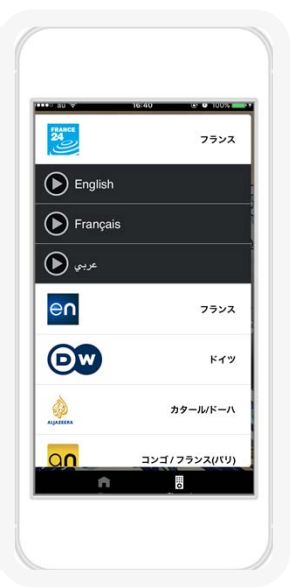 au 16:40 100%
FRANCE
24
フランス
English
Français
عربي
en
フランス
DW
ドイツ
ALJAZEERA
カタール/ドーハ
an
コンゴ / フランス(パリ)